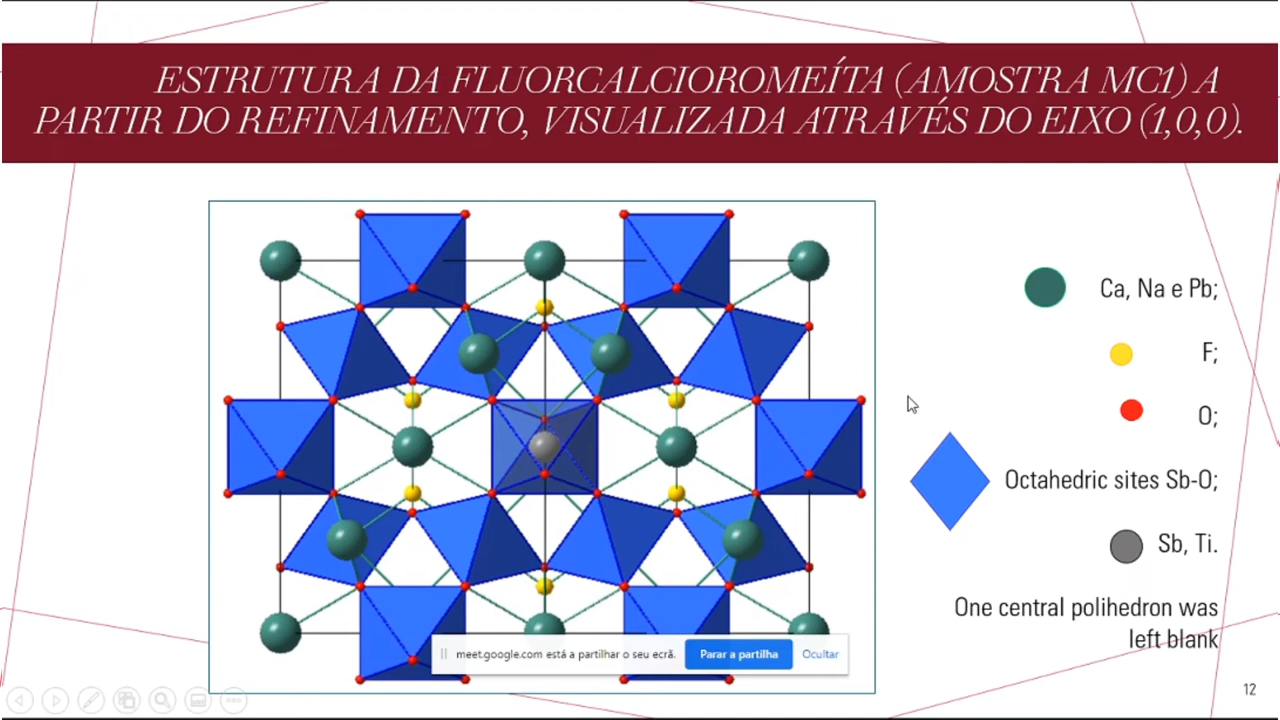 ESTRUTURA DA FLUORCALCIOROMEÍTA (AMOSTRA MC1) A
PARTIR DO REFINAMENTO, VISUALIZADA ATRAVÉS DO EIXO (1,0,0).
Ca, Na e Pb;
F;
O;
Octahedric sites Sb-O;
Sb, Ti.
One central polihedron was
left blank
meet.google.com está a partilhar o seu ecrã. Parar a partilha Ocultar
12